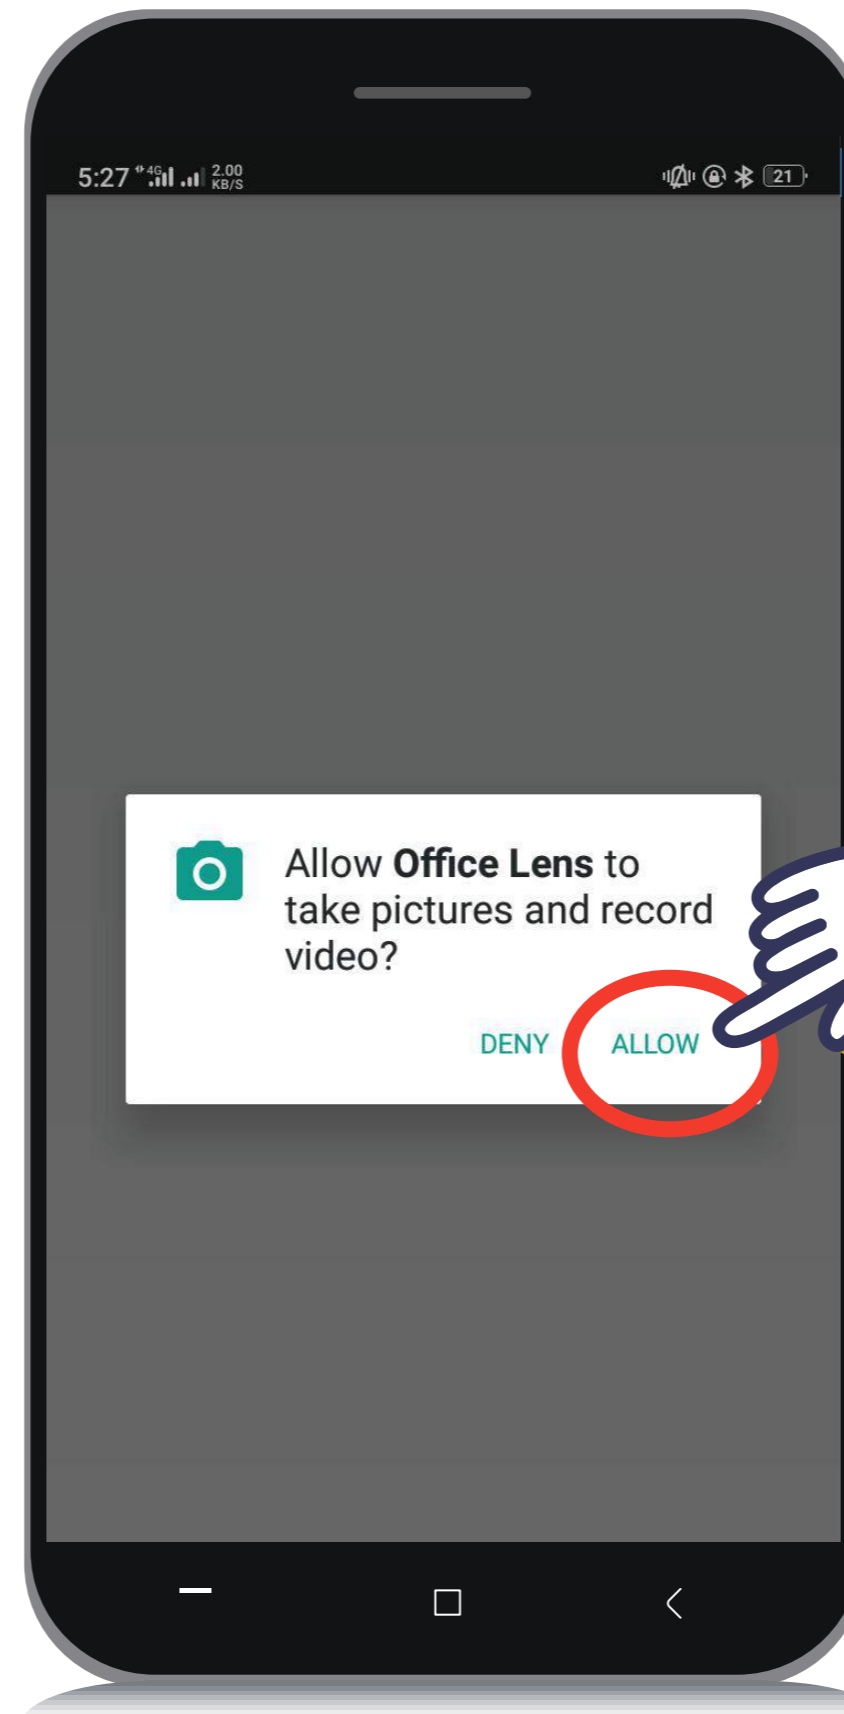 5:27 4G 2.00 KB/S 21
Allow Office Lens to
take pictures and record
video?
DENY ALLOW